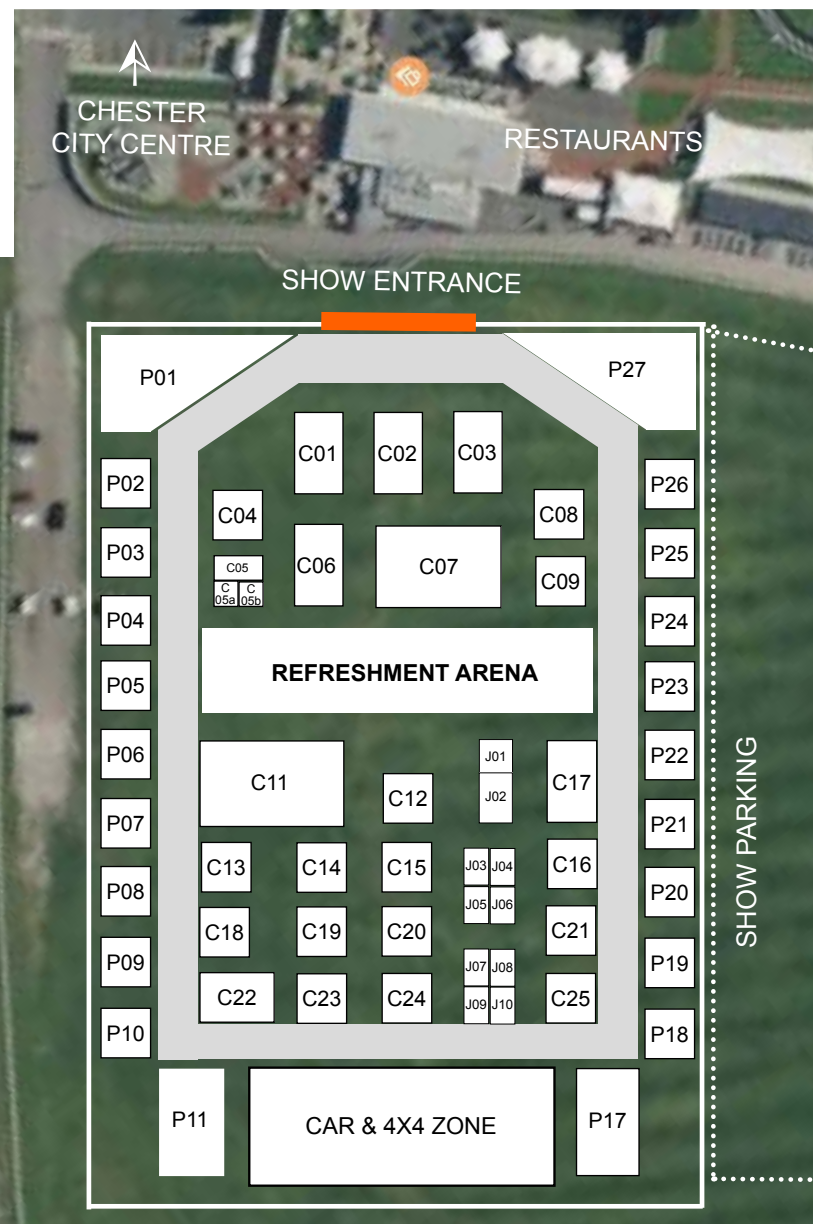 CHESTER
CITY CENTRE
RESTAURANTS
SHOW ENTRANCE
P01
P27
C01
C02
C03
P02
P26
C04
C08
P03
C05
C06
C07
C09
P25
C
05a
C
05b
P04
P24
REFRESHMENT ARENA
P05
P23
P06
C11
C12
J01
J02
C17
P22
SHOW PARKING
P07
P21
C13
C14
C15
J03
J04
C16
P08
J05
J06
P20
C18
C19
C20
C21
P09
J07
J08
P19
C22
C23
C24
J09
J10
C25
P10
P18
P11
CAR & 4X4 ZONE
P17